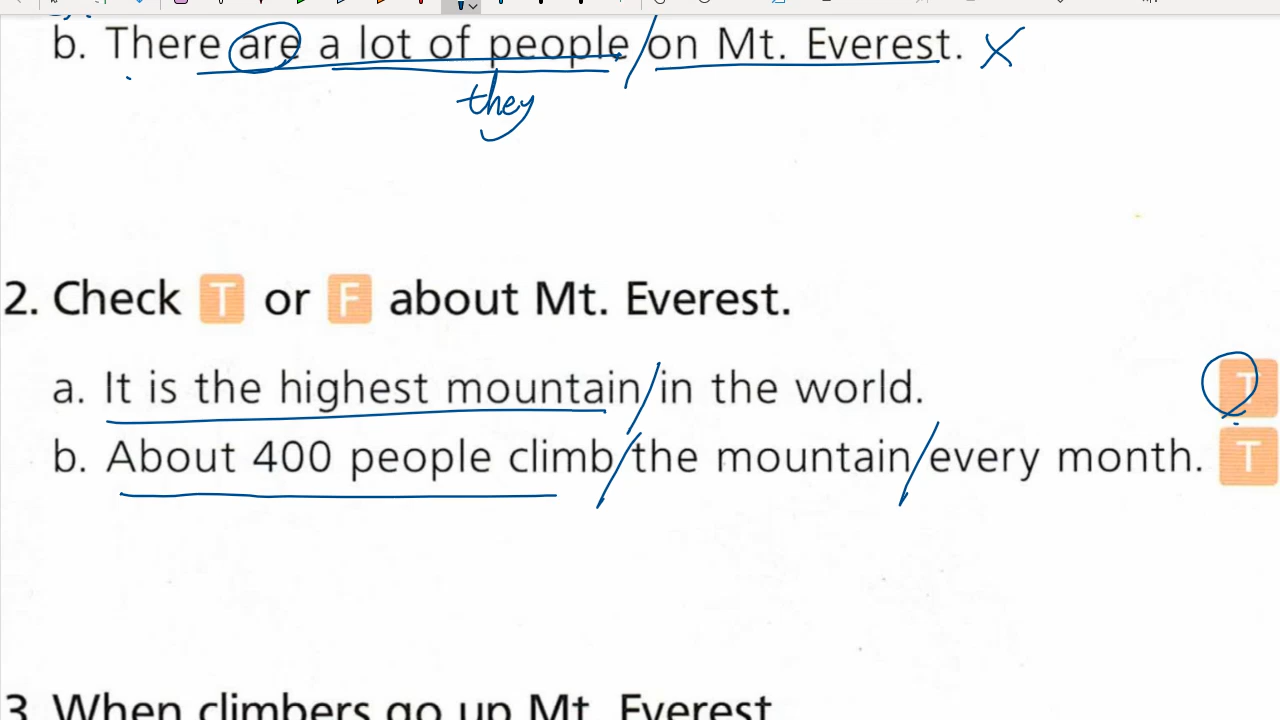 b. There are a lot of people/on Mt. Everest. X
they
2. Check T or F about Mt. Everest.
a. It is the highest mountain/in the world. T
b. About 400 people climb/the mountain/every month. T
3. When climbers go up Mt. Everest